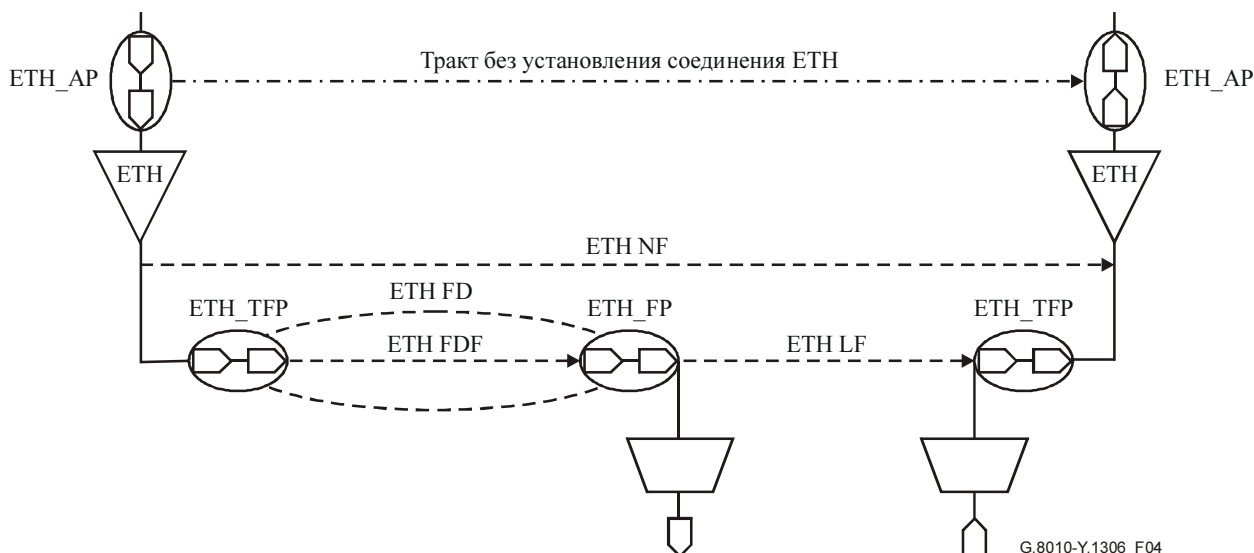 Тракт без установления соединения ETH
ETH_AP
ETH_AP
ETH
ETH
ETH NF
ETH FD
ETH_TFP
ETH_FP
ETH_TFP
ETH FDF
ETH LF
G.8010-Y.1306_F04